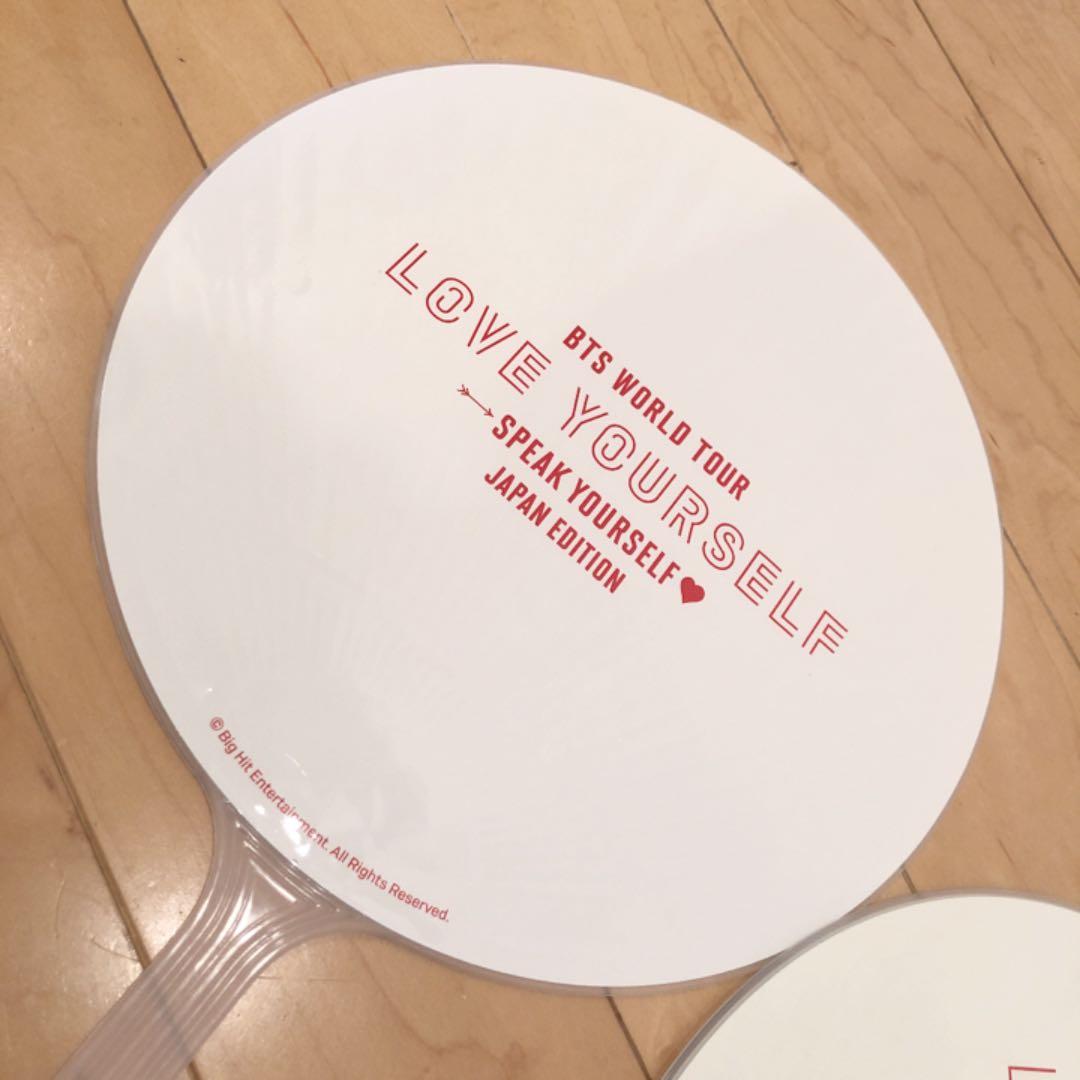 BTS WORLD TOUR
LOVE YOURSELF
SPEAK YOURSELF
JAPAN EDITION
© Big Hit Entertainment. All Rights Reserved.